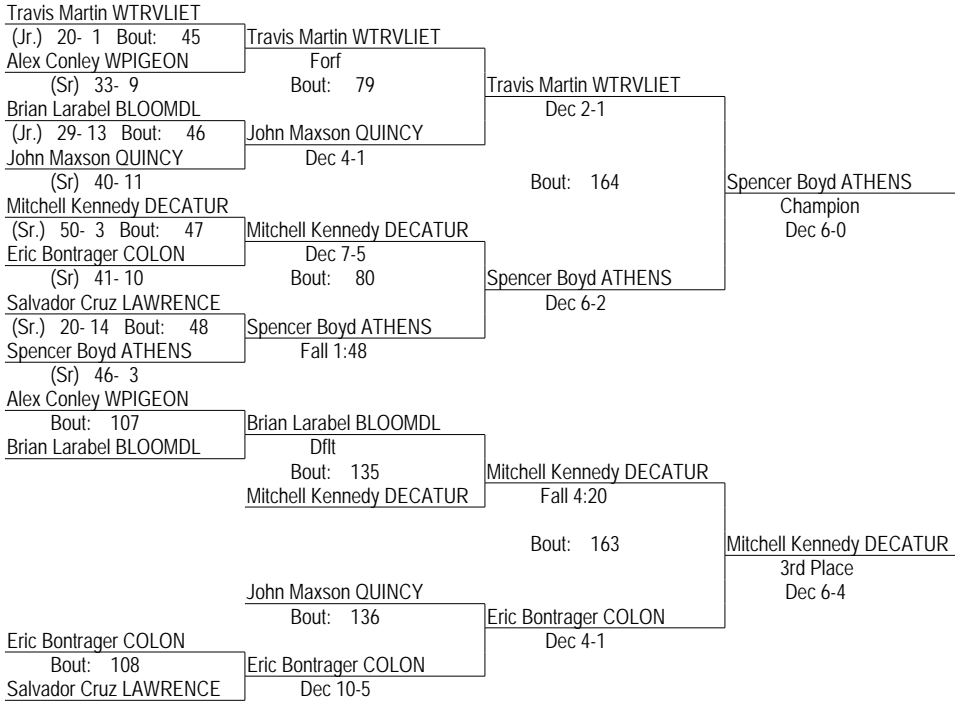 Travis Martin WTRVLIET
(Jr.) 20- 1 Bout: 45
Travis Martin WTRVLIET
Alex Conley WPIGEON
Forf
(Sr) 33- 9
Bout: 79
Travis Martin WTRVLIET
Brian Larabel BLOOMDL
Dec 2-1
(Jr.) 29- 13 Bout: 46
John Maxson QUINCY
John Maxson QUINCY
Dec 4-1
(Sr) 40- 11
Bout: 164
Spencer Boyd ATHENS
Mitchell Kennedy DECATUR
Champion
(Sr.) 50- 3 Bout: 47
Mitchell Kennedy DECATUR
Dec 6-0
Eric Bontrager COLON
Dec 7-5
(Sr) 41- 10
Bout: 80
Spencer Boyd ATHENS
Salvador Cruz LAWRENCE
Dec 6-2
(Sr.) 20- 14 Bout: 48
Spencer Boyd ATHENS
Spencer Boyd ATHENS
Fall 1:48
(Sr) 46- 3
Alex Conley WPIGEON
Bout: 107
Brian Larabel BLOOMDL
Brian Larabel BLOOMDL
Dflt
Bout: 135
Mitchell Kennedy DECATUR
Mitchell Kennedy DECATUR
Fall 4:20
Bout: 163
Mitchell Kennedy DECATUR
3rd Place
John Maxson QUINCY
Dec 6-4
Bout: 136
Eric Bontrager COLON
Eric Bontrager COLON
Dec 4-1
Bout: 108
Eric Bontrager COLON
Salvador Cruz LAWRENCE
Dec 10-5